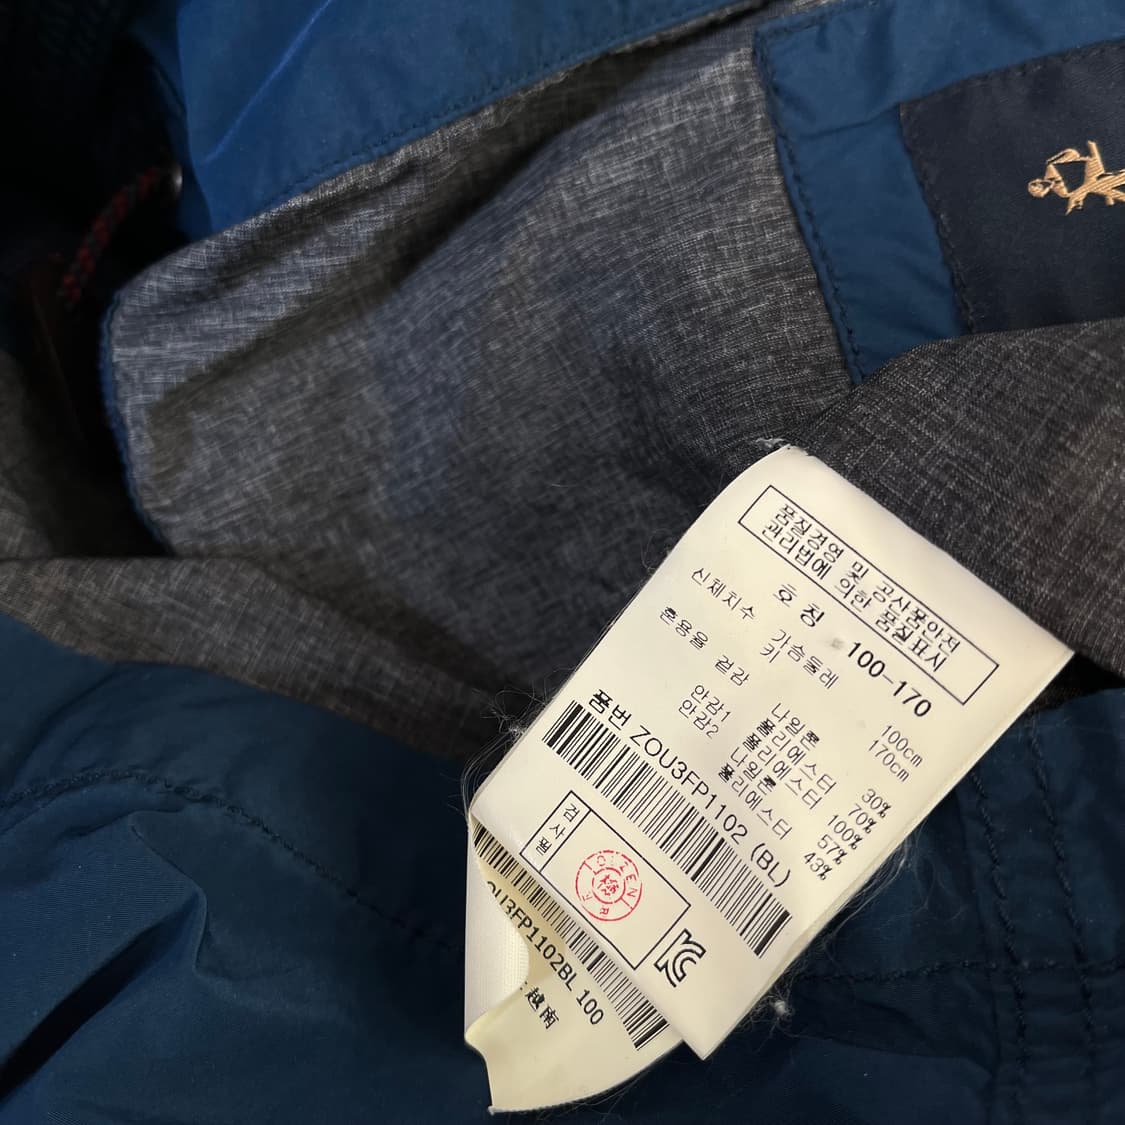 품질경영 및 공산품안전
관리법에 의한 품질표시
호 칭 100-170
신체치수 가슴둘레 100cm
키 170cm
혼용율 겉감 나일론 30%
폴리에스터 70%
안감1 폴리에스터 100%
안감2 나일론 57%
폴리에스터 43%
품번 ZOU3FP1102 (BL)
검사필
OU3FP1102BL 100
越南